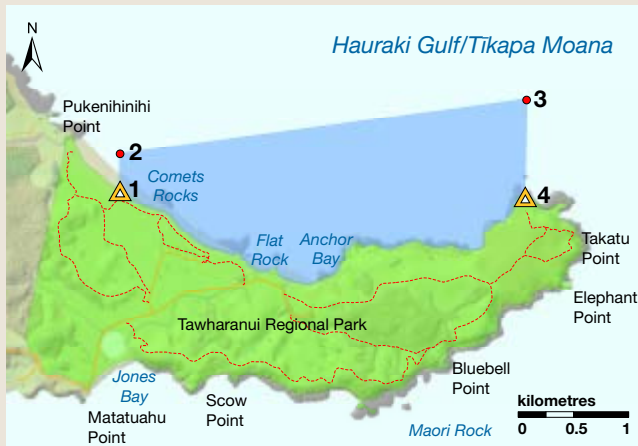 N
Hauraki Gulf/Tīkapa Moana
3
Pukenihinihi
Point
2
1
Comets
Rocks
4
Flat
Rock
Anchor
Bay
Takatu
Point
Elephant
Point
Tawharanui Regional Park
Bluebell
Point
Jones
Bay
Scow
Point
Matatuahu
Point
Maori Rock
kilometres
0 0.5 1